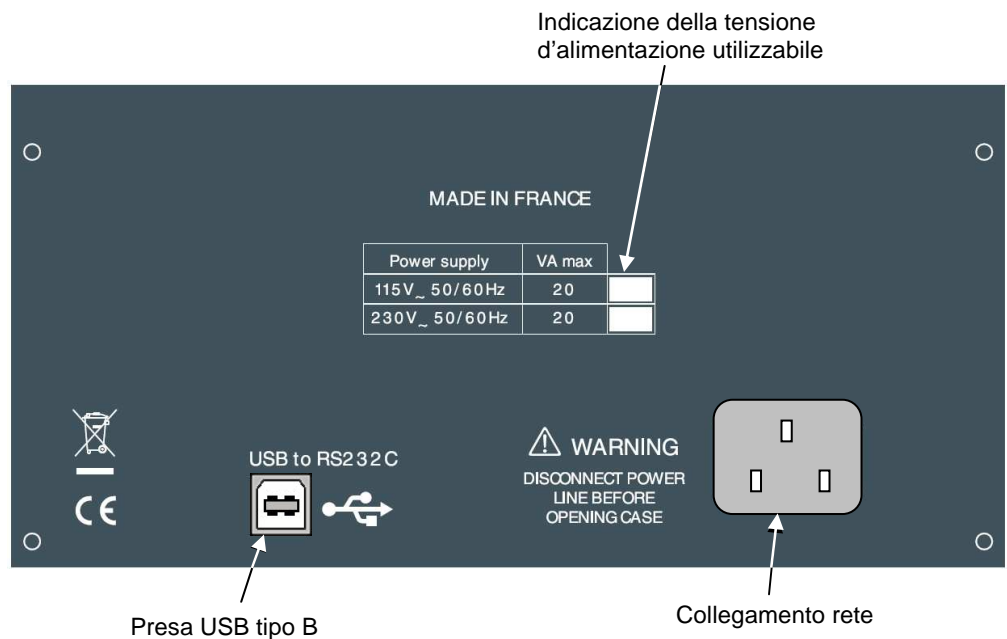 Indicazione della tensione
d’alimentazione utilizzabile
MADE IN FRANCE
Power supply VA max
115V~ 50/60Hz 20
230V~ 50/60Hz 20
USB to RS232C
CE
WARNING
DISCONNECT POWER
LINE BEFORE
OPENING CASE
Presa USB tipo B
Collegamento rete